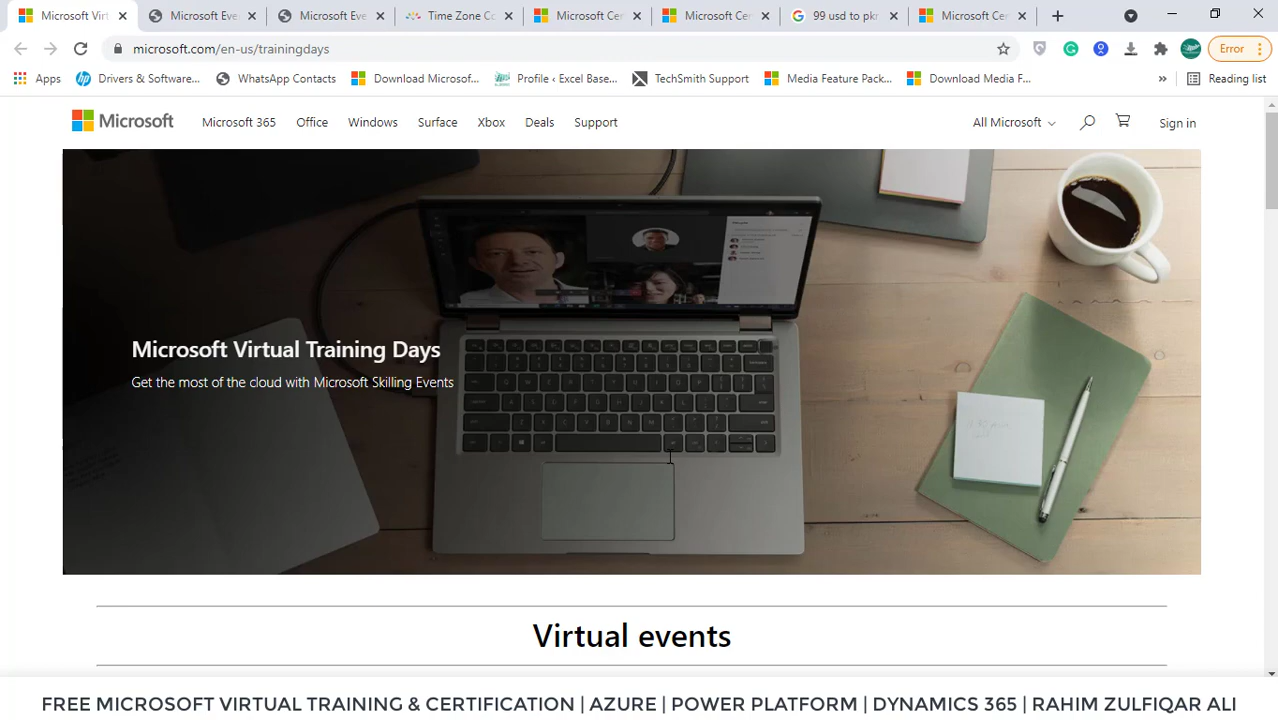 Microsoft Virt
Microsoft Eve
Microsoft Eve
Time Zone Co
Microsoft Cer
Microsoft Cer
99 usd to pkr
Microsoft Cer
microsoft.com/en-us/trainingdays
Error
Apps
Drivers & Software...
WhatsApp Contacts
Download Microsof...
Profile ‹ Excel Base...
TechSmith Support
Media Feature Pack...
Download Media F...
»
Reading list
Microsoft
Microsoft 365
Office
Windows
Surface
Xbox
Deals
Support
All Microsoft
Sign in
Microsoft Virtual Training Days
Get the most of the cloud with Microsoft Skilling Events
Virtual events
FREE MICROSOFT VIRTUAL TRAINING & CERTIFICATION | AZURE | POWER PLATFORM | DYNAMICS 365 | RAHIM ZULFIQAR ALI